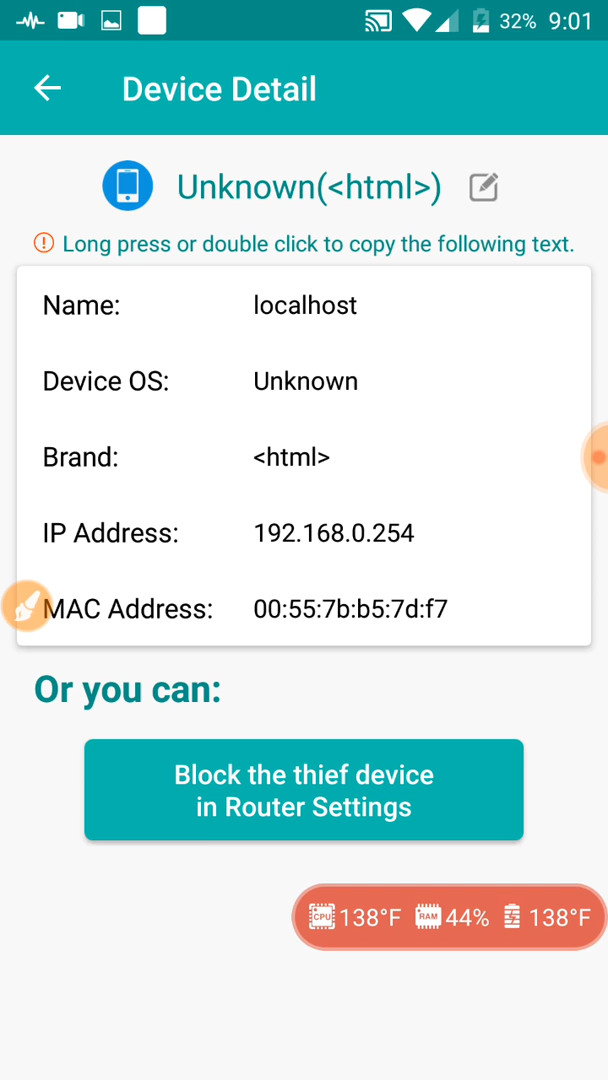 32% 9:01
Device Detail
Unknown(<html>)
Long press or double click to copy the following text.
Name: localhost
Device OS: Unknown
Brand: <html>
IP Address: 192.168.0.254
MAC Address: 00:55:7b:b5:7d:f7
Or you can:
Block the thief device
in Router Settings
CPU 138°F RAM 44% 138°F